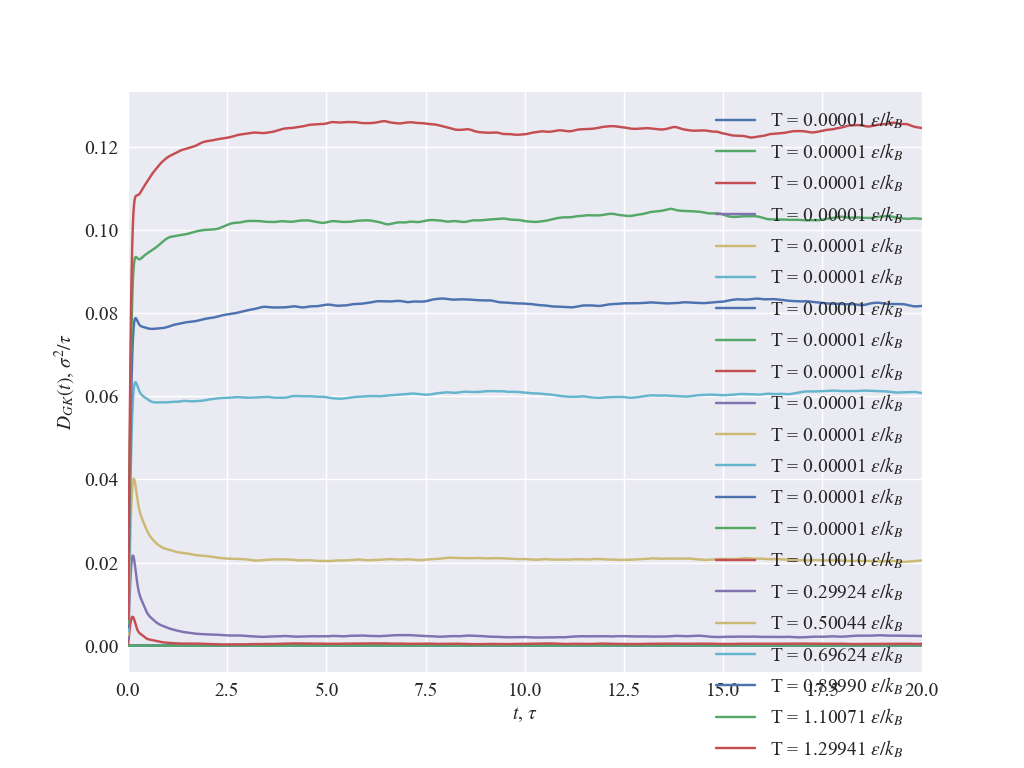 0.12
0.10
0.08
0.06
0.04
0.02
0.00
D_GK(t), σ²/τ
0.0 2.5 5.0 7.5 10.0 12.5 15.0 17.5 20.0
t, τ
T = 0.00001 ε/k_B
T = 0.00001 ε/k_B
T = 0.00001 ε/k_B
T = 0.00001 ε/k_B
T = 0.00001 ε/k_B
T = 0.00001 ε/k_B
T = 0.00001 ε/k_B
T = 0.00001 ε/k_B
T = 0.00001 ε/k_B
T = 0.00001 ε/k_B
T = 0.00001 ε/k_B
T = 0.00001 ε/k_B
T = 0.00001 ε/k_B
T = 0.00001 ε/k_B
T = 0.10010 ε/k_B
T = 0.29924 ε/k_B
T = 0.50044 ε/k_B
T = 0.69624 ε/k_B
T = 0.89990 ε/k_B
T = 1.10071 ε/k_B
T = 1.29941 ε/k_B